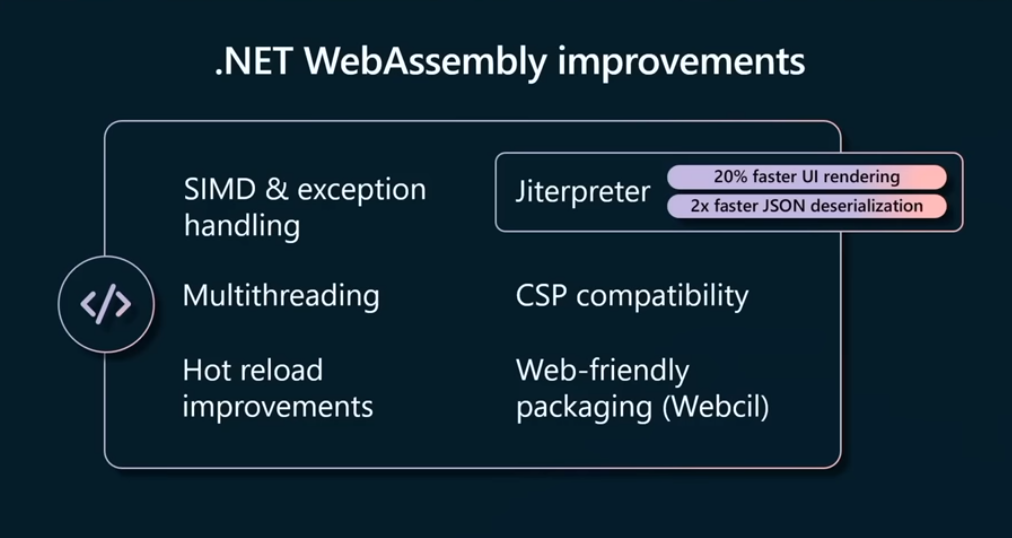 .NET WebAssembly improvements
SIMD & exception
handling
Jiterpreter
20% faster UI rendering
2x faster JSON deserialization
Multithreading
CSP compatibility
Hot reload
improvements
Web-friendly
packaging (Webcil)